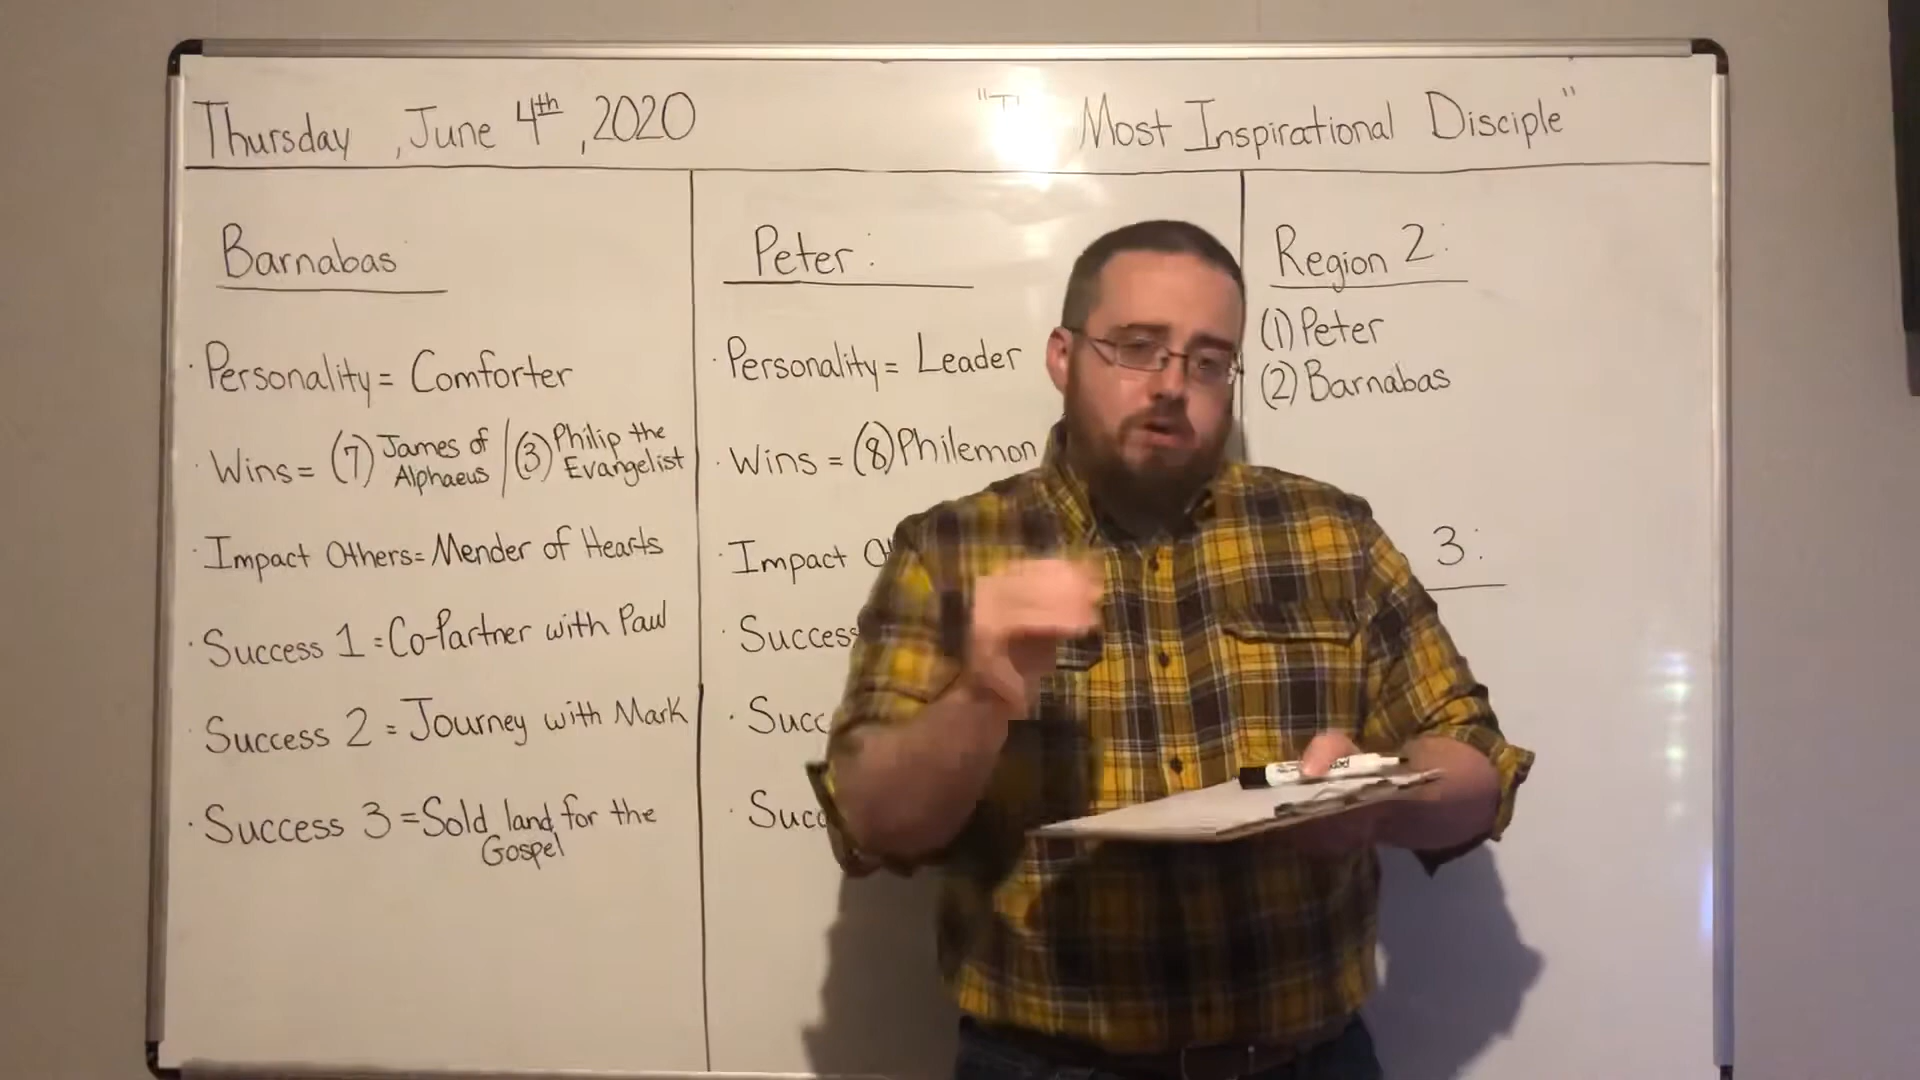 Thursday, June 4th, 2020
Most Inspirational Disciple"
Barnabas
· Personality = Comforter
· Wins = (7) James of Alphaeus / (3) Philip the Evangelist
· Impact Others = Mender of Hearts
· Success 1 = Co-Partner with Paul
· Success 2 = Journey with Mark
· Success 3 = Sold land for the
Gospel
Peter:
· Personality = Leader
· Wins = (8) Philemon
· Impact
· Success
Region 2:
(1) Peter
(2) Barnabas
3: